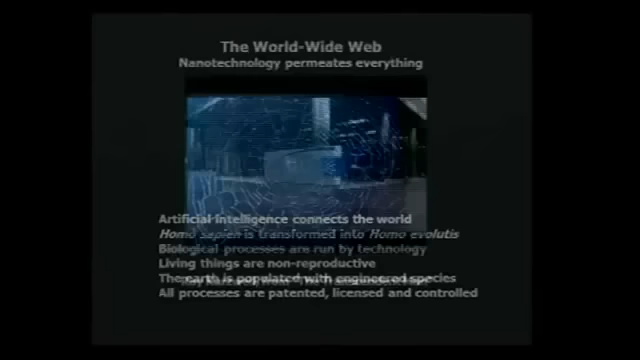 The World-Wide Web
Nanotechnology permeates everything
Artificial intelligence connects the world
Homo sapien is transformed into Homo evolutis
Biological processes are run by technology
Living things are non-reproductive
The earth is populated with engineered species
All processes are patented, licensed and controlled